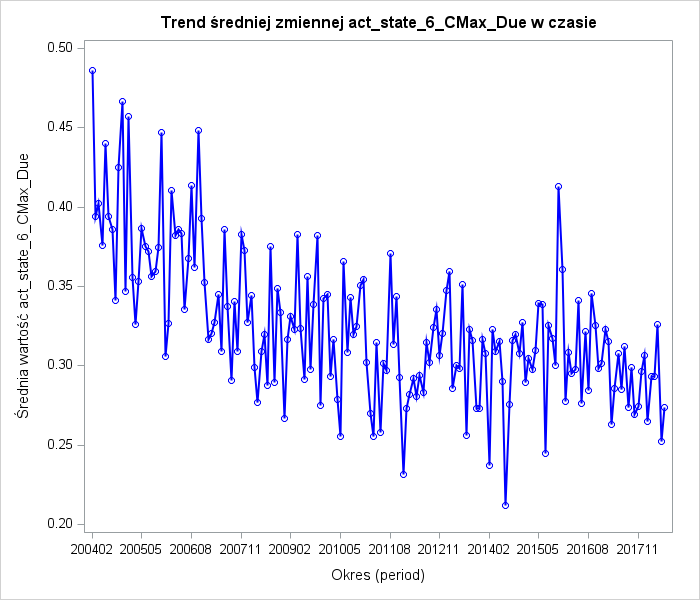 Trend średniej zmiennej act_state_6_CMax_Due w czasie
Średnia wartość act_state_6_CMax_Due
0.50
0.45
0.40
0.35
0.30
0.25
0.20
200402 200505 200608 200711 200902 201005 201108 201211 201402 201505 201608 201711
Okres (period)